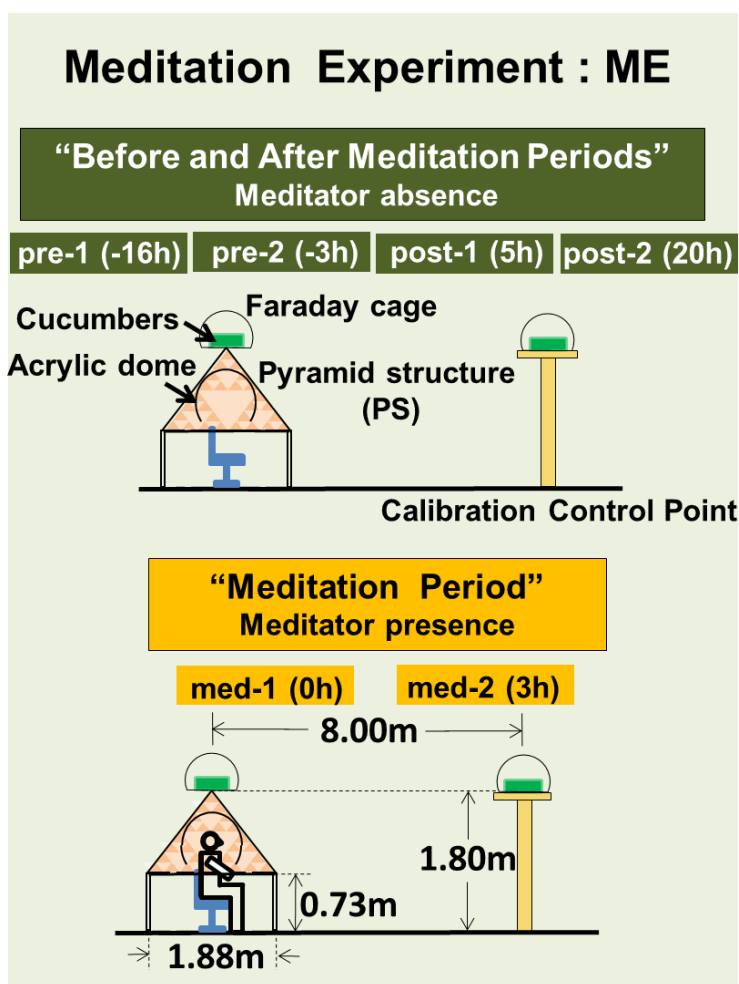 Meditation Experiment : ME
“Before and After Meditation Periods”
Meditator absence
pre-1 (-16h)
pre-2 (-3h)
post-1 (5h)
post-2 (20h)
Faraday cage
Cucumbers
Acrylic dome
Pyramid structure
(PS)
Calibration Control Point
“Meditation Period”
Meditator presence
med-1 (0h)
med-2 (3h)
8.00m
1.80m
0.73m
1.88m